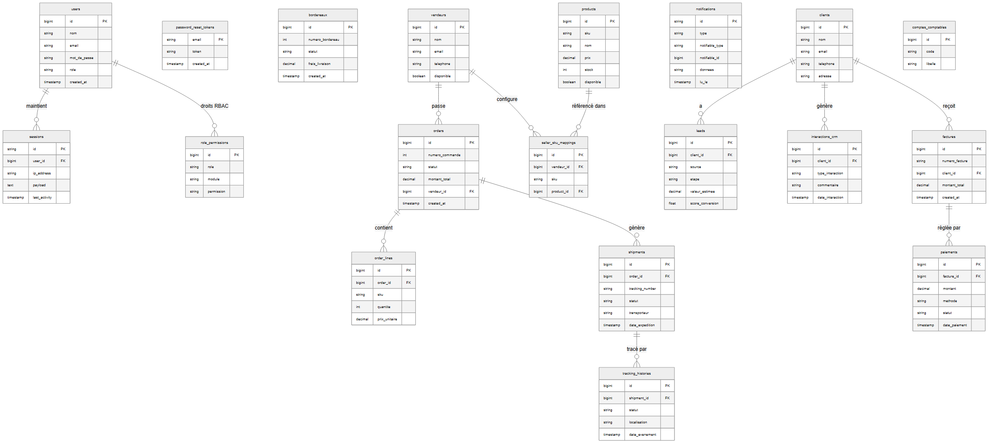 users
bigint id PK
string nom
string email
string mot_de_passe
string role
timestamp created_at
password_reset_tokens
string email PK
string token
timestamp created_at
bordereaux
bigint id PK
int numero_bordereau
string statut
decimal frais_livraison
timestamp created_at
vendeurs
bigint id PK
string nom
string email
string telephone
boolean disponible
products
bigint id PK
string sku
string nom
decimal prix
int stock
boolean disponible
notifications
string id PK
string type
string notifiable_type
bigint notifiable_id
string donnees
timestamp lu_le
clients
bigint id PK
string nom
string email
string telephone
string adresse
comptes_comptables
bigint id PK
string code
string libelle
maintient
droits RBAC
passe
configure
référencé dans
a
génère
reçoit
sessions
string id PK
bigint user_id FK
string ip_address
text payload
timestamp last_activity
role_permissions
bigint id PK
string role
string module
string permission
orders
bigint id PK
int numero_commande
string statut
decimal montant_total
bigint vendeur_id FK
timestamp created_at
seller_sku_mappings
bigint id PK
bigint vendeur_id FK
string sku
bigint product_id FK
leads
bigint id PK
bigint client_id FK
string source
string etape
decimal valeur_estimee
float score_conversion
interactions_crm
bigint id PK
bigint client_id FK
string type_interaction
string commentaire
timestamp date_interaction
factures
bigint id PK
string numero_facture
bigint client_id FK
decimal montant_total
timestamp created_at
contient
génère
réglée par
order_lines
bigint id PK
bigint order_id FK
string sku
int quantite
decimal prix_unitaire
shipments
bigint id PK
bigint order_id FK
string tracking_number
string statut
string transporteur
timestamp date_expedition
paiements
bigint id PK
bigint facture_id FK
decimal montant
string methode
string statut
timestamp date_paiement
tracé par
tracking_histories
bigint id PK
bigint shipment_id FK
string statut
string localisation
timestamp date_evenement